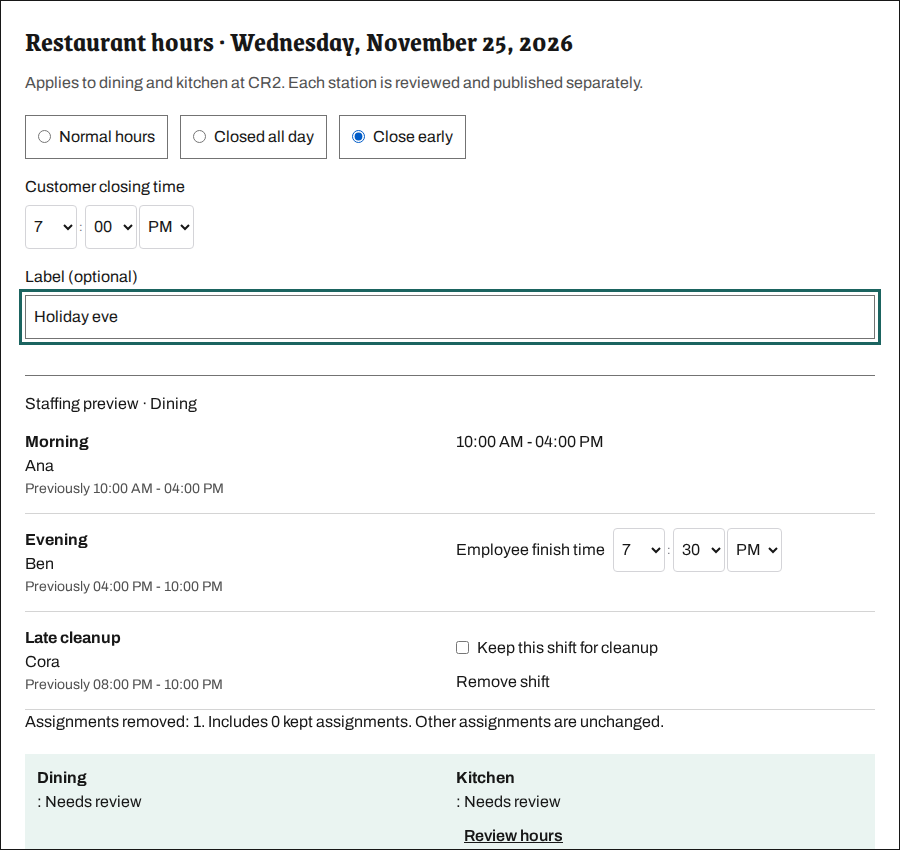 Restaurant hours · Wednesday, November 25, 2026
Applies to dining and kitchen at CR2. Each station is reviewed and published separately.
Normal hours
Closed all day
Close early
Customer closing time
7 : 00 PM
Label (optional)
Holiday eve
Staffing preview · Dining
Morning
Ana
Previously 10:00 AM - 04:00 PM
10:00 AM - 04:00 PM
Evening
Ben
Previously 04:00 PM - 10:00 PM
Employee finish time 7 : 30 PM
Late cleanup
Cora
Previously 08:00 PM - 10:00 PM
Keep this shift for cleanup
Remove shift
Assignments removed: 1. Includes 0 kept assignments. Other assignments are unchanged.
Dining
: Needs review
Kitchen
: Needs review
Review hours